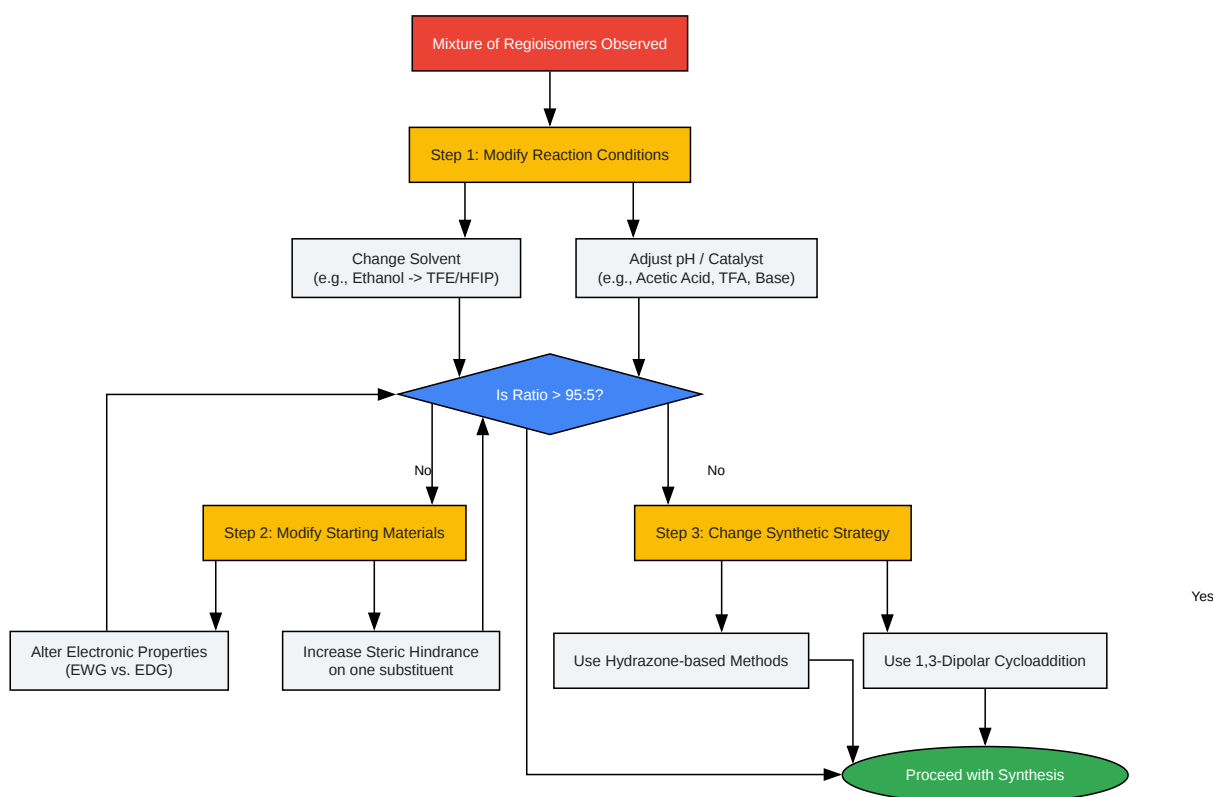 Mixture of Regioisomers Observed
Step 1: Modify Reaction Conditions
Change Solvent
(e.g., Ethanol -> TFE/HFIP)
Adjust pH / Catalyst
(e.g., Acetic Acid, TFA, Base)
Is Ratio > 95:5?
No
No
Step 2: Modify Starting Materials
Step 3: Change Synthetic Strategy
Yes
Alter Electronic Properties
(EWG vs. EDG)
Increase Steric Hindrance
on one substituent
Use Hydrazone-based Methods
Use 1,3-Dipolar Cycloaddition
Proceed with Synthesis